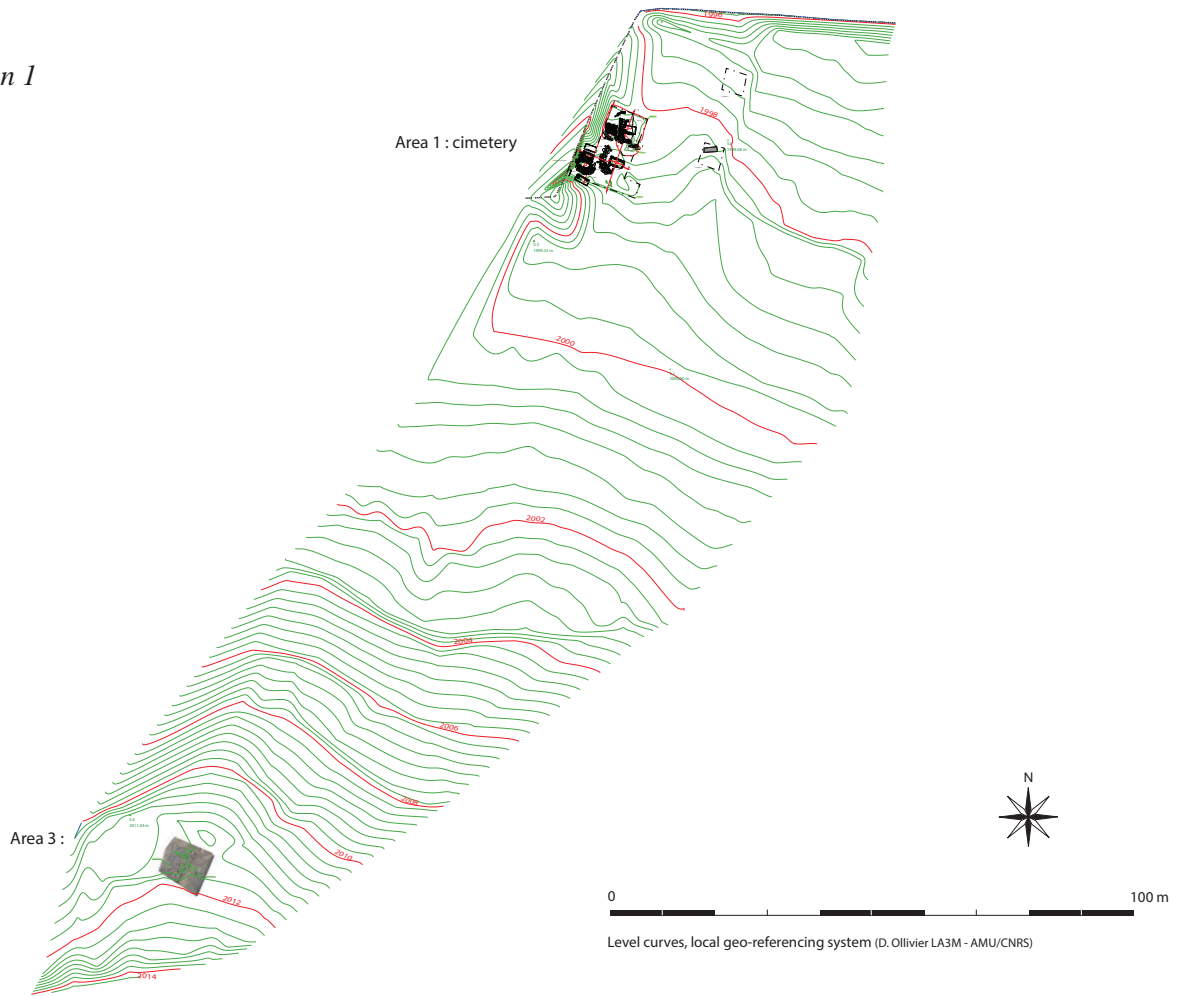 n 1
1996
1998
Area 1 : cimetery
2000
2002
2004
2006
2008
Area 3 :
2010
2012
2014
N
0 100 m
Level curves, local geo-referencing system (D. Ollivier LA3M - AMU/CNRS)